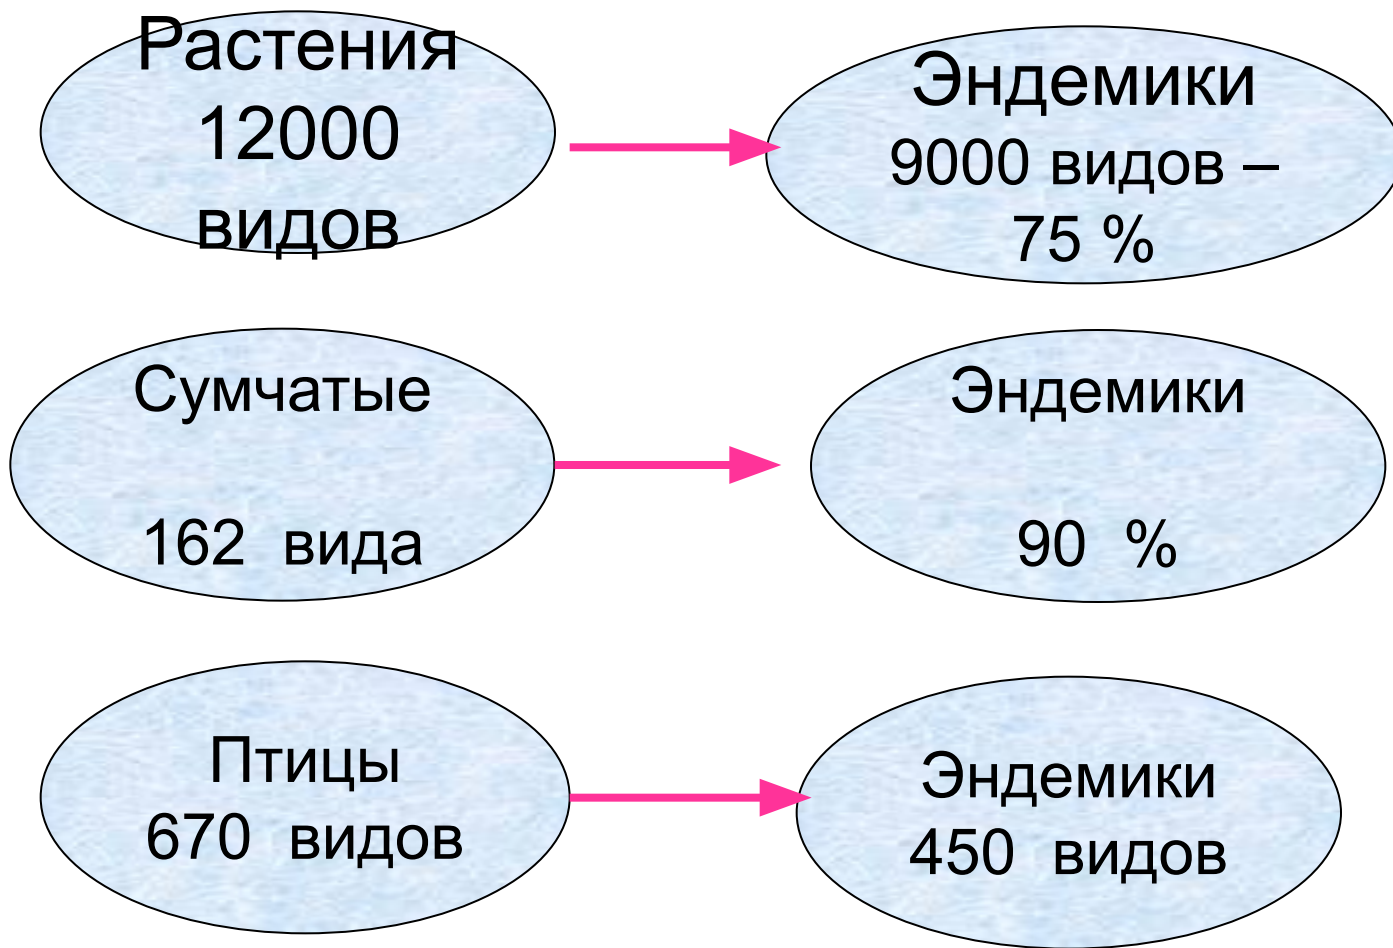 Растения
12000
видов
Эндемики
9000 видов –
75 %
Сумчатые
162 вида
Эндемики
90 %
Птицы
670 видов
Эндемики
450 видов